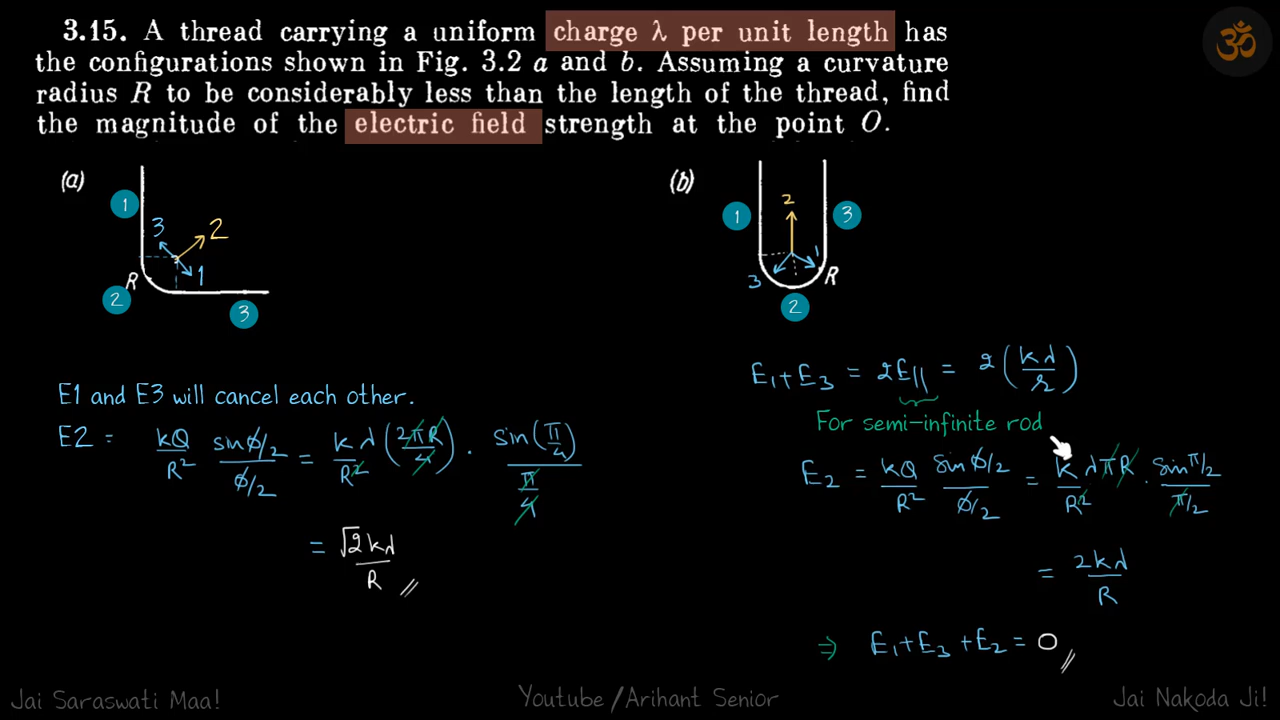 3.15. A thread carrying a uniform charge λ per unit length has
the configurations shown in Fig. 3.2 a and b. Assuming a curvature
radius R to be considerably less than the length of the thread, find
the magnitude of the electric field strength at the point O.
ॐ
(a)
1
3
2
1
R
2
3
(b)
2
1
3
1
3
R
2
E1 and E3 will cancel each other.
E2 = kQ/R² sinϕ/2 / ϕ/2 = kλ/R² (2πR/4) · sin(π/4) / π/4
= √2kλ/R //
E₁+E₃ = 2E|| = 2(kλ/r)
For semi-infinite rod
E₂ = kQ/R² sinϕ/2 / ϕ/2 = kλπR/R² · sinπ/2 / π/2
= 2kλ/R
⇒ E₁+E₃+E₂ = 0 //
Jai Saraswati Maa!
Youtube /Arihant Senior
Jai Nakoda Ji!